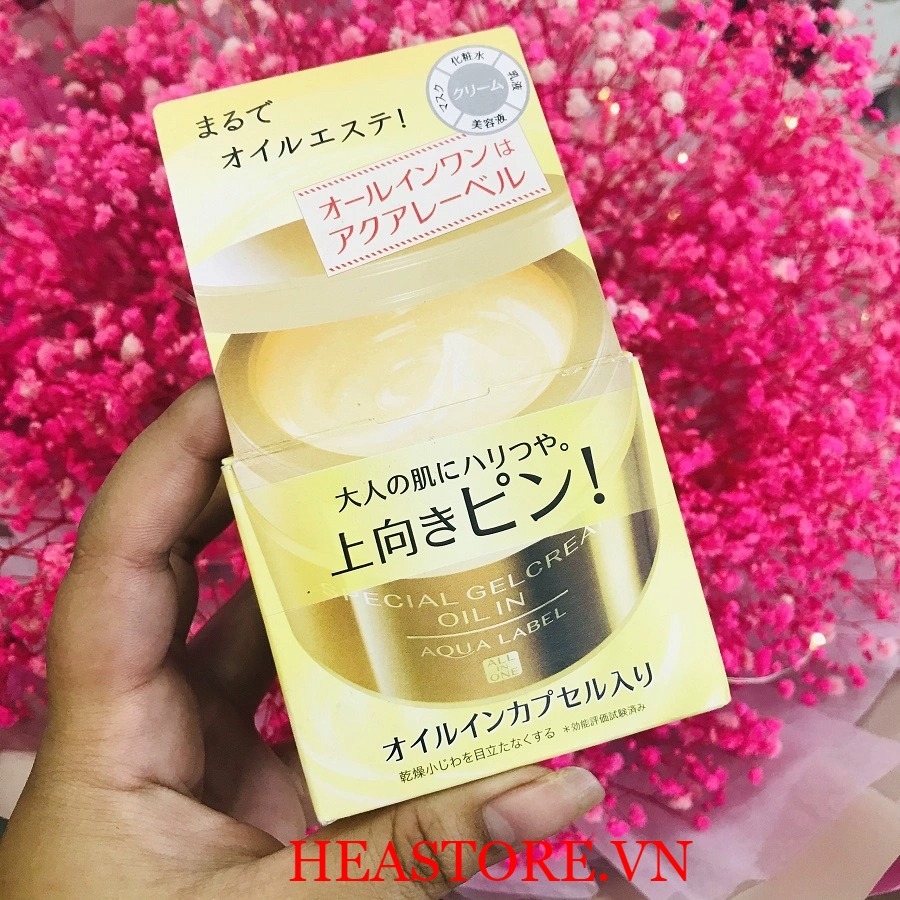 まるで
オイルエステ!
化粧水
乳液
美容液
マスク
クリーム
オールインワンは
アクアレーベル
大人の肌にハリつや。
上向きピン!
SPECIAL GELCREA
OIL IN
AQUA LABEL
ALL
IN
ONE
オイルインカプセル入り
乾燥小じわを目立たなくする *効能評価試験済み
HEASTORE.VN